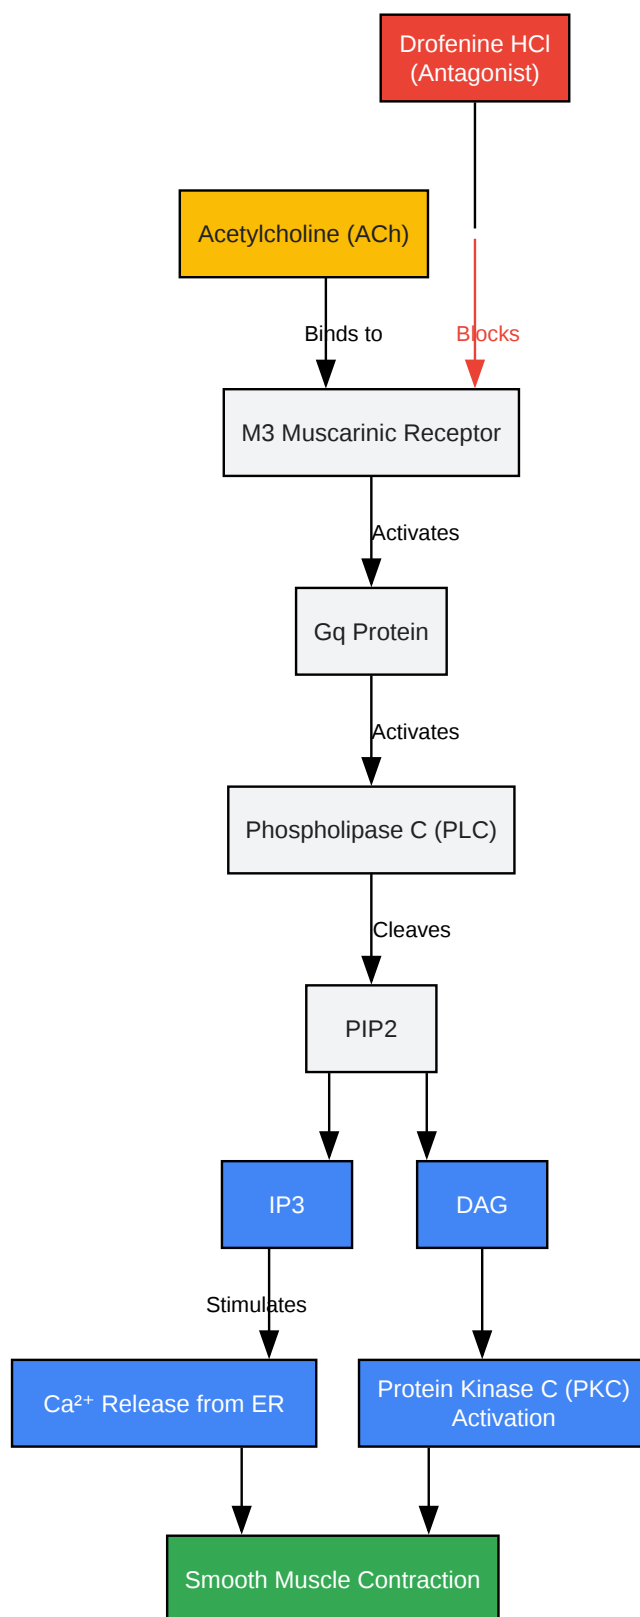 Drofenine HCl
(Antagonist)
Acetylcholine (ACh)
Binds to
Blocks
M3 Muscarinic Receptor
Activates
Gq Protein
Activates
Phospholipase C (PLC)
Cleaves
PIP2
IP3
DAG
Stimulates
Ca²⁺ Release from ER
Protein Kinase C (PKC)
Activation
Smooth Muscle Contraction